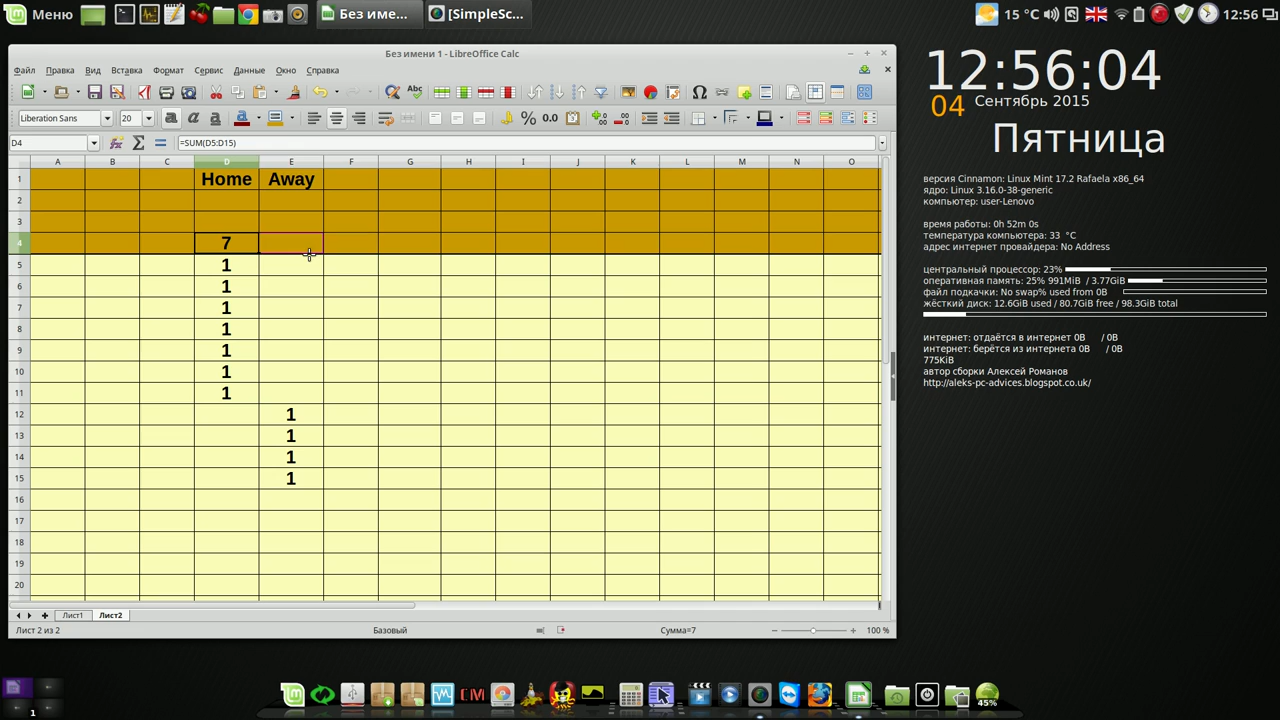 Меню
Без име...
[SimpleSc...
15 °C
12:56
Без имени 1 - LibreOffice Calc
Файл Правка Вид Вставка Формат Сервис Данные Окно Справка
Liberation Sans 20
D4 =SUM(D5:D15)
A B C D E F G H I J K L M N O
1 Home Away
2
3
4 7
5 1
6 1
7 1
8 1
9 1
10 1
11 1
12 1
13 1
14 1
15 1
16
17
18
19
20
Лист1 Лист2
Лист 2 из 2 Базовый Сумма=7 100 %
12:56:04
04 Сентябрь 2015
Пятница
версия Cinnamon: Linux Mint 17.2 Rafaela x86_64
ядро: Linux 3.16.0-38-generic
компьютер: user-Lenovo
время работы: 0h 52m 0s
температура компьютера: 33 °C
адрес интернет провайдера: No Address
центральный процессор: 23%
оперативная память: 25% 991MiB / 3.77GiB
файл подкачки: No swap% used from 0B
жёсткий диск: 12.6GiB used / 80.7GiB free / 98.3GiB total
интернет: отдаётся в интернет 0B / 0B
интернет: берётся из интернета 0B / 0B
775KiB
автор сборки Алексей Романов
http://aleks-pc-advices.blogspot.co.uk/
1
45%